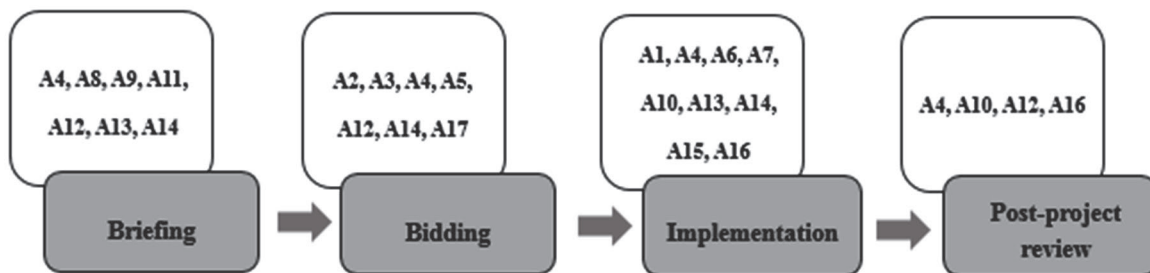 A4, A8, A9, A11,
A12, A13, A14
Briefing
A2, A3, A4, A5,
A12, A14, A17
Bidding
A1, A4, A6, A7,
A10, A13, A14,
A15, A16
Implementation
A4, A10, A12, A16
Post-project
review